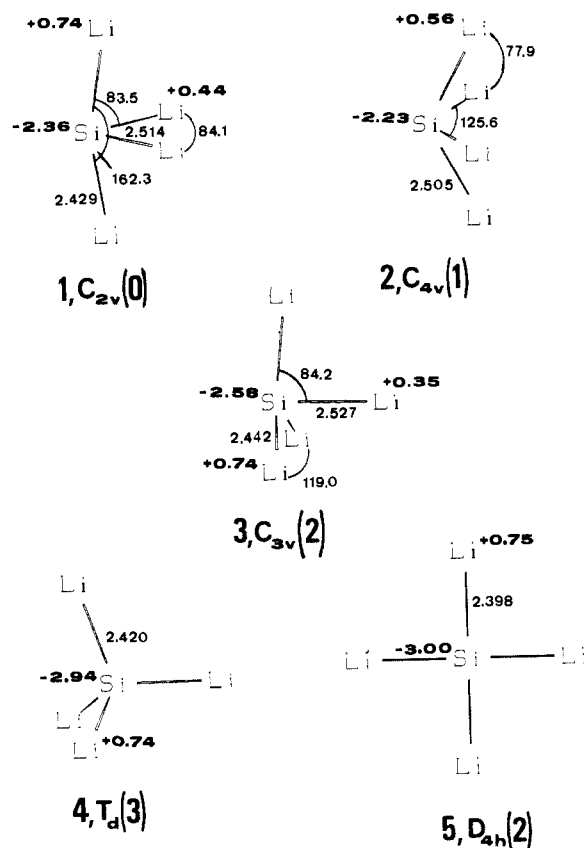 +0.74
Li
83.5
+0.44
Li
-2.36
Si
2.514
84.1
Li
162.3
2.429
Li
1, C2v(0)
+0.56
Li
77.9
Li
-2.23
Si
125.6
Li
2.505
Li
2, C4v(1)
Li
84.2
-2.58
Si
+0.35
Li
2.527
2.442
Li
+0.74
Li
119.0
3, C3v(2)
Li
2.420
-2.94
Si
Li
Li
Li
+0.74
4, Td(3)
Li
+0.75
2.398
Li
-3.00
Si
Li
Li
5, D4h(2)